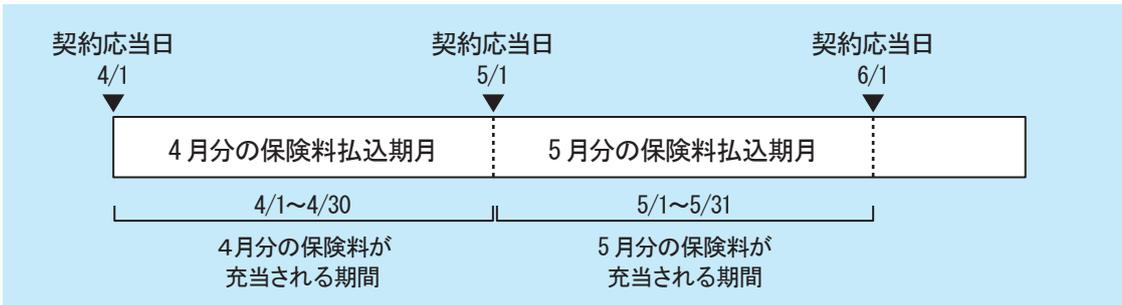 契約応当日 契約応当日 契約応当日
4/1 5/1 6/1
4月分の保険料払込期月 5月分の保険料払込期月
4/1～4/30 5/1～5/31
4月分の保険料が 5月分の保険料が
充当される期間 充当される期間